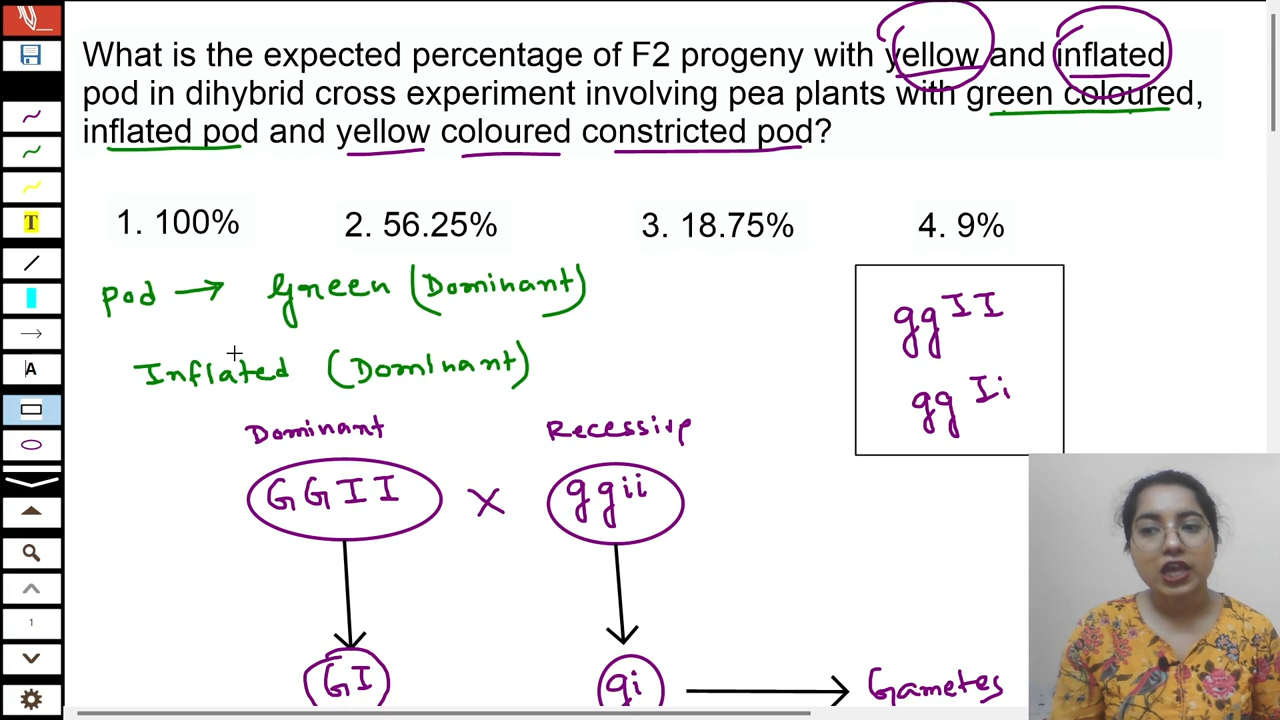 What is the expected percentage of F2 progeny with yellow and inflated
pod in dihybrid cross experiment involving pea plants with green coloured,
inflated pod and yellow coloured constricted pod?
1. 100% 2. 56.25% 3. 18.75% 4. 9%
pod → Green (Dominant)
Inflated (Dominant)
ggII
ggIi
Dominant Recessive
GGII × ggii
GI gi → Gametes
T
A
1